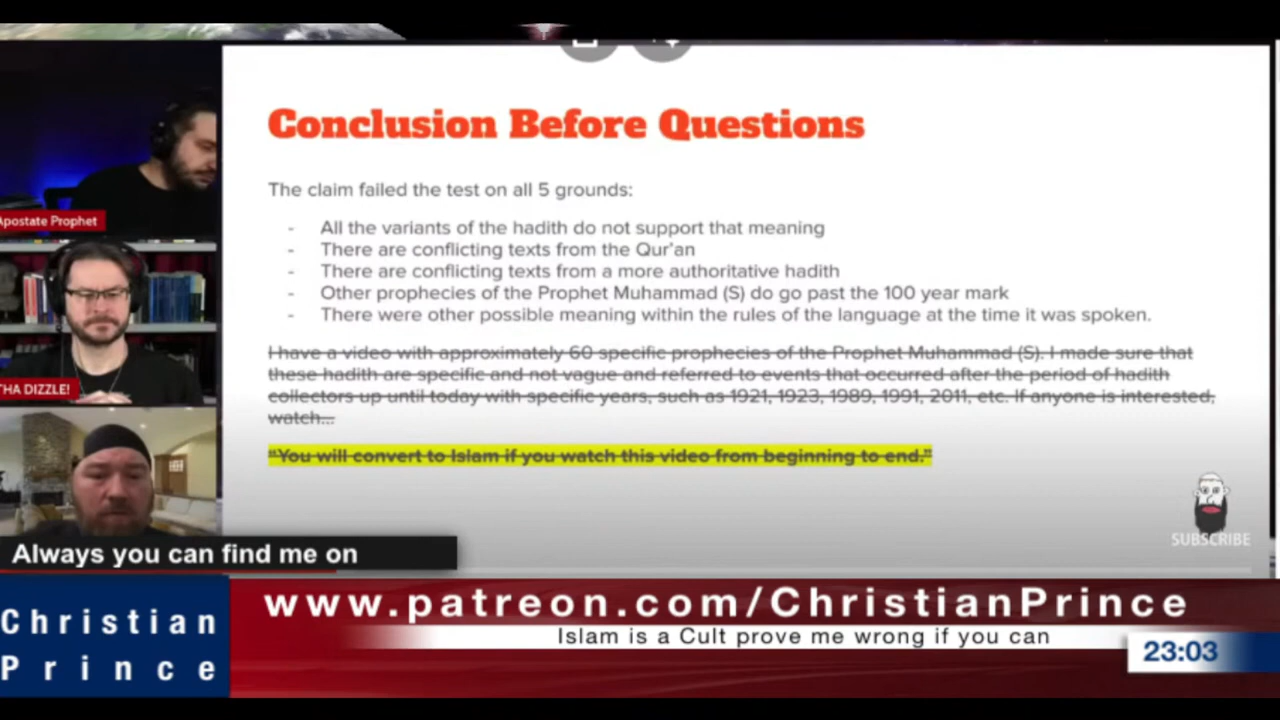 Conclusion Before Questions
The claim failed the test on all 5 grounds:
- All the variants of the hadith do not support that meaning
- There are conflicting texts from the Qur'an
- There are conflicting texts from a more authoritative hadith
- Other prophecies of the Prophet Muhammad (S) do go past the 100 year mark
- There were other possible meaning within the rules of the language at the time it was spoken.
I have a video with approximately 60 specific prophecies of the Prophet Muhammad (S). I made sure that
these hadith are specific and not vague and referred to events that occurred after the period of hadith
collectors up until today with specific years, such as 1921, 1923, 1989, 1991, 2011, etc. If anyone is interested,
watch...
"You will convert to Islam if you watch this video from beginning to end."
Apostate Prophet
THA DIZZLE!
SUBSCRIBE
Always you can find me on
Christian
Prince
www.patreon.com/ChristianPrince
Islam is a Cult prove me wrong if you can
23:03